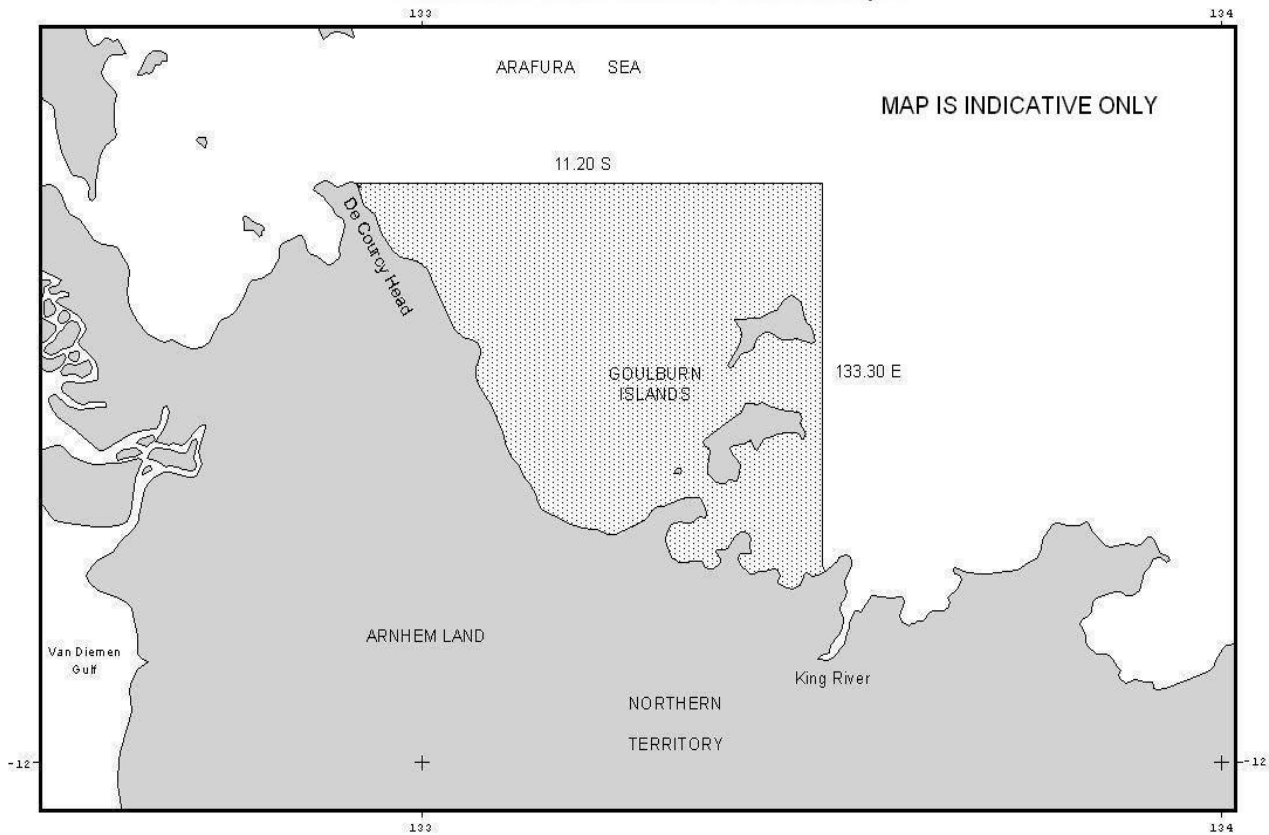 133 134
ARAFURA SEA
MAP IS INDICATIVE ONLY
11.20 S
De Courcy Head
133.30 E
GOULBURN
ISLANDS
ARNHEM LAND
Van Diemen
Gulf
King River
NORTHERN
TERRITORY
-12 -12
133 134